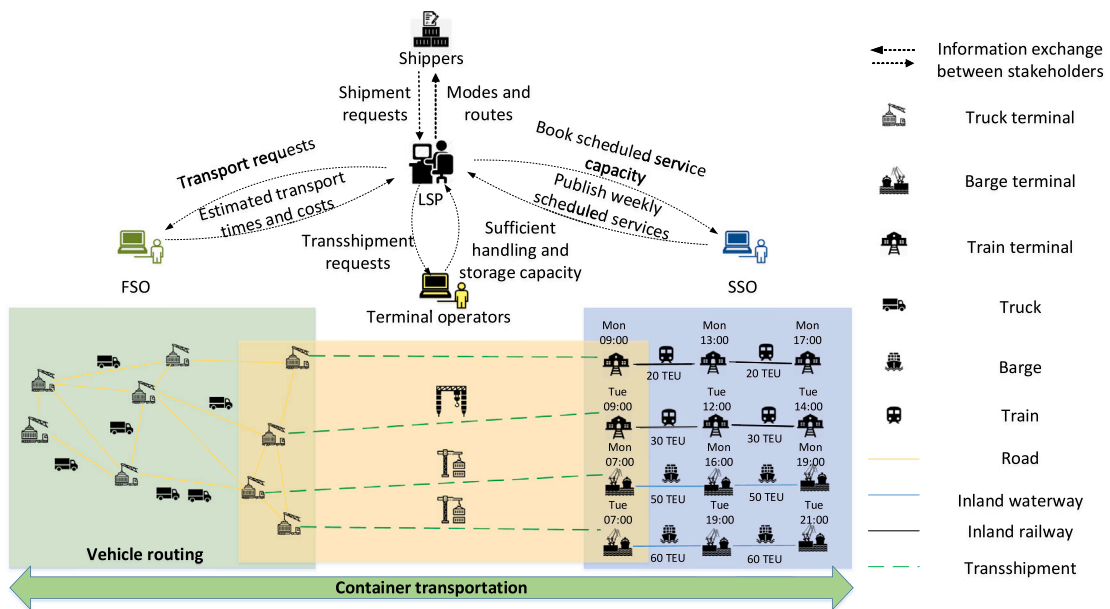 Shippers
Shipment
requests
Modes and
routes
Transport requests
Estimated transport
times and costs
LSP
Book scheduled service
capacity
Publish weekly
scheduled services
Transshipment
requests
Sufficient
handling and
storage capacity
FSO
Terminal operators
SSO
Mon
09:00
Mon
13:00
Mon
17:00
20 TEU
20 TEU
Tue
09:00
Tue
12:00
Tue
14:00
30 TEU
30 TEU
Mon
07:00
Mon
16:00
Mon
19:00
50 TEU
50 TEU
Tue
07:00
Tue
19:00
Tue
21:00
60 TEU
60 TEU
Vehicle routing
Container transportation
Information exchange
between stakeholders
Truck terminal
Barge terminal
Train terminal
Truck
Barge
Train
Road
Inland waterway
Inland railway
Transshipment